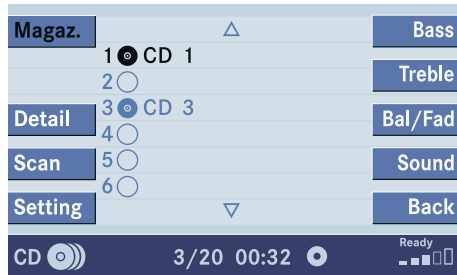 Magaz.
Bass
1 CD 1
2
Treble
3 CD 3
Detail
Bal/Fad
4
Scan
5
Sound
6
Setting
Back
CD
3/20 00:32
Ready